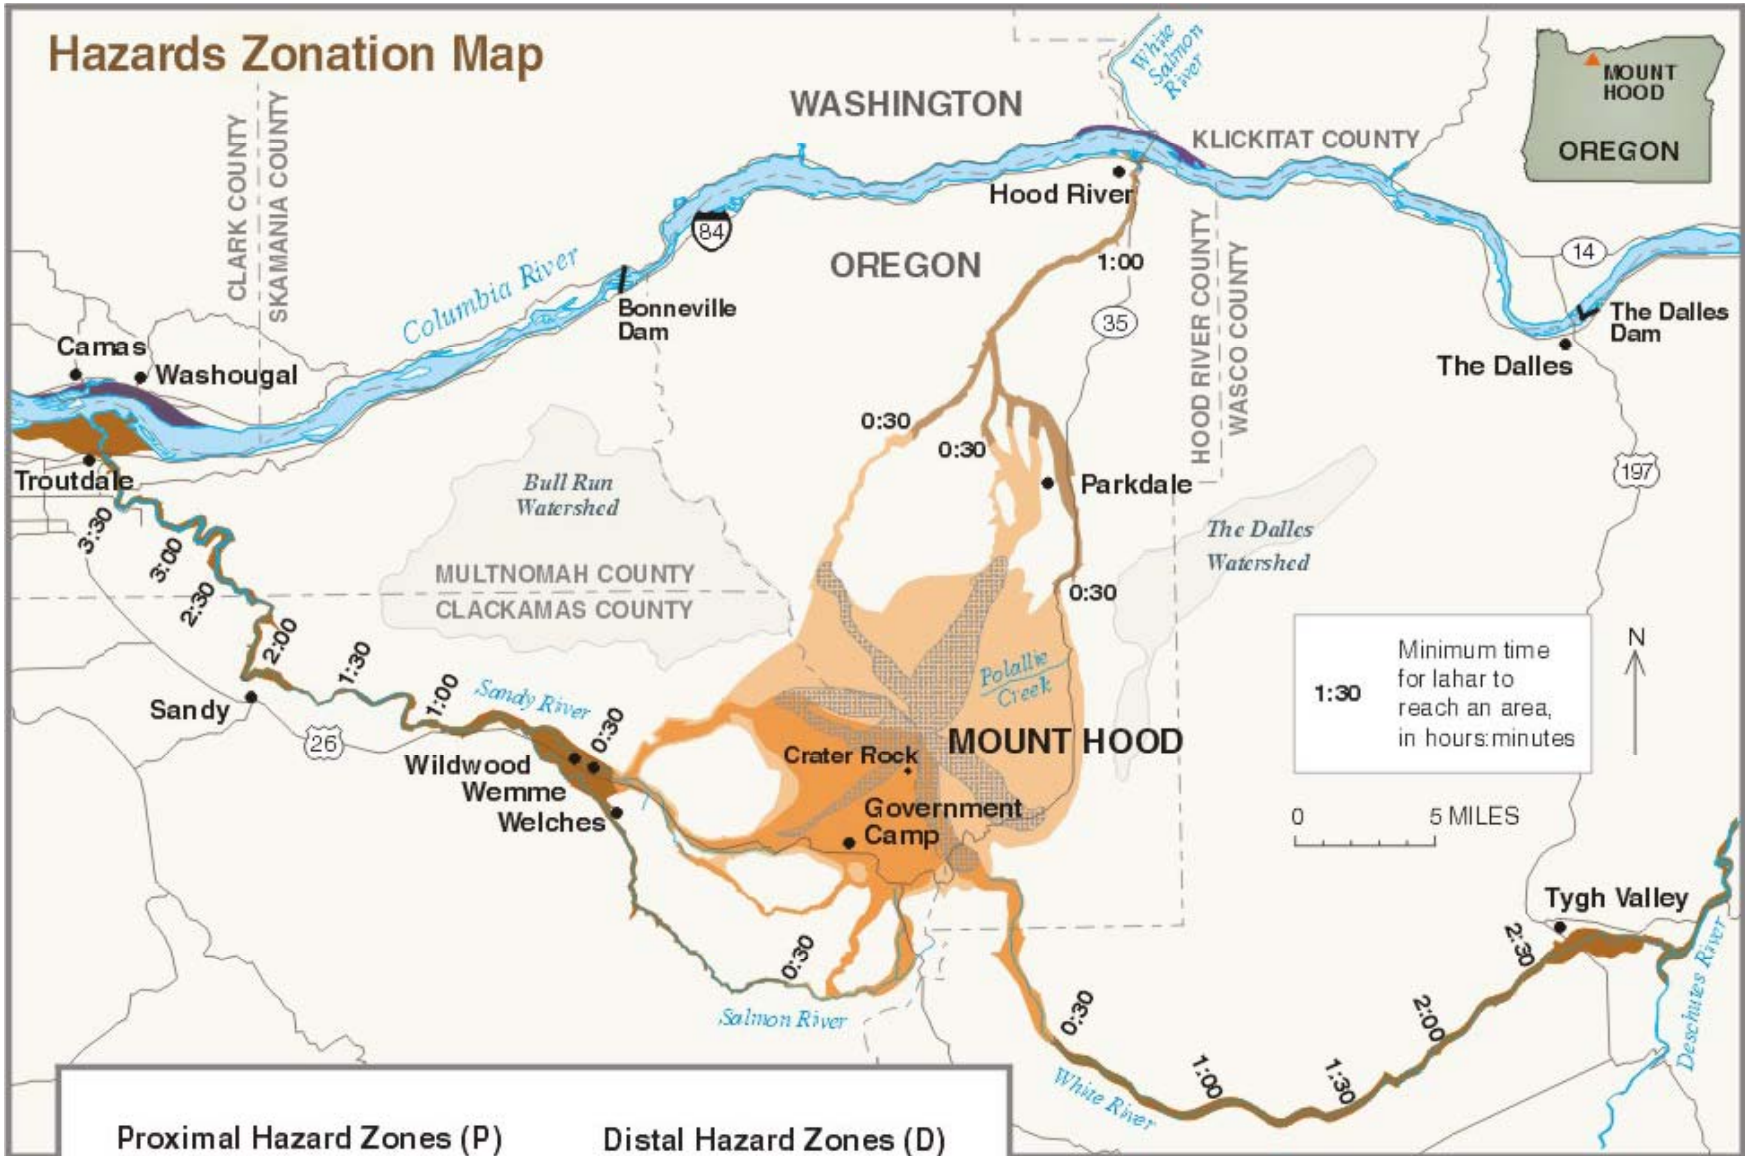 Hazards Zonation Map
White
Salmon
River
MOUNT
HOOD
OREGON
WASHINGTON
KLICKITAT COUNTY
CLARK COUNTY
SKAMANIA COUNTY
Hood River
84
OREGON
1:00
HOOD RIVER COUNTY
WASCO COUNTY
14
Columbia River
Bonneville
Dam
35
The Dalles
Dam
The Dalles
Camas
Washougal
0:30
0:30
Troutdale
Bull Run
Watershed
Parkdale
197
The Dalles
Watershed
3:30
3:00
2:30
MULTNOMAH COUNTY
CLACKAMAS COUNTY
0:30
2:00
1:30
1:00
Sandy River
0:30
Polallie
Creek
N
1:30
Minimum time
for lahar to
reach an area,
in hours:minutes
Sandy
26
MOUNT HOOD
Crater Rock
Wildwood
Wemme
Welches
Government
Camp
0
5 MILES
Tygh Valley
0:30
Salmon River
0:30
1:00
1:30
2:00
2:30
White River
Deschutes River
Proximal Hazard Zones (P)
Distal Hazard Zones (D)